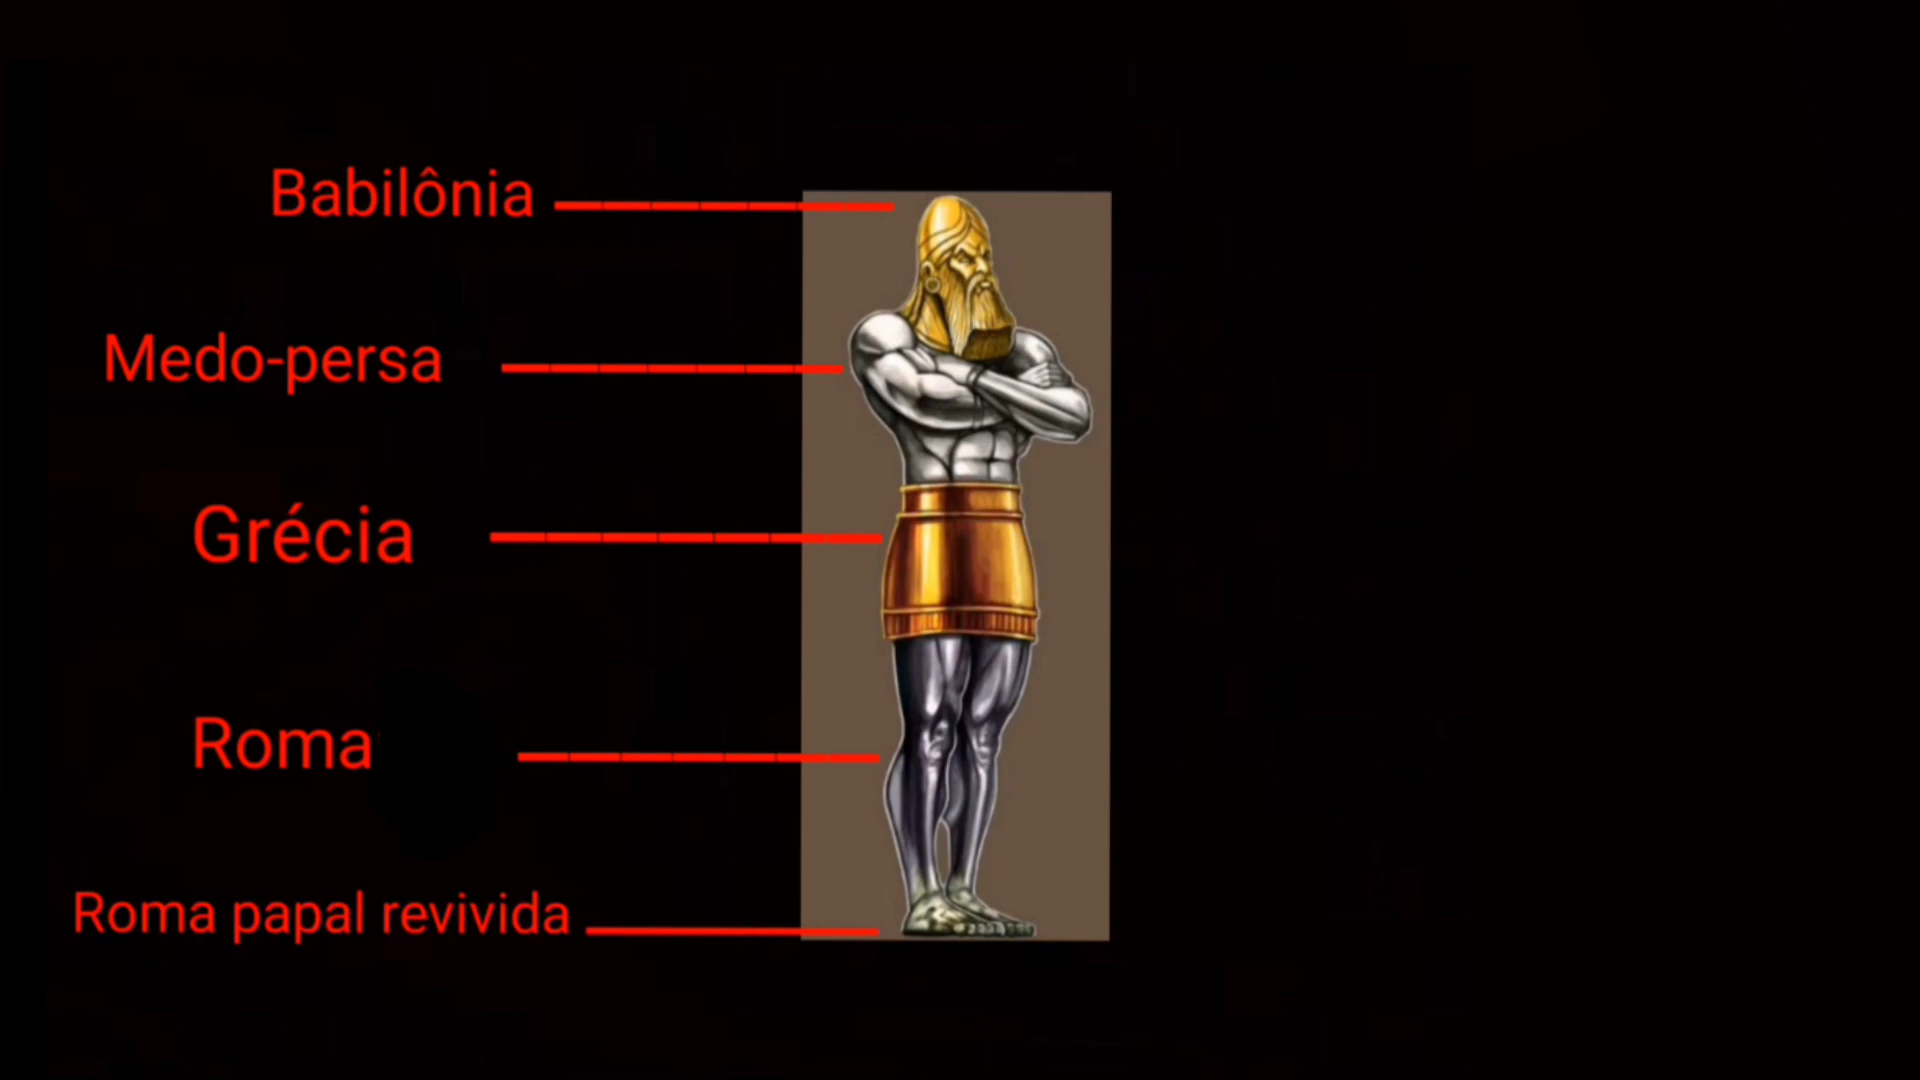 Babilônia
Medo-persa
Grécia
Roma
Roma papal revivida